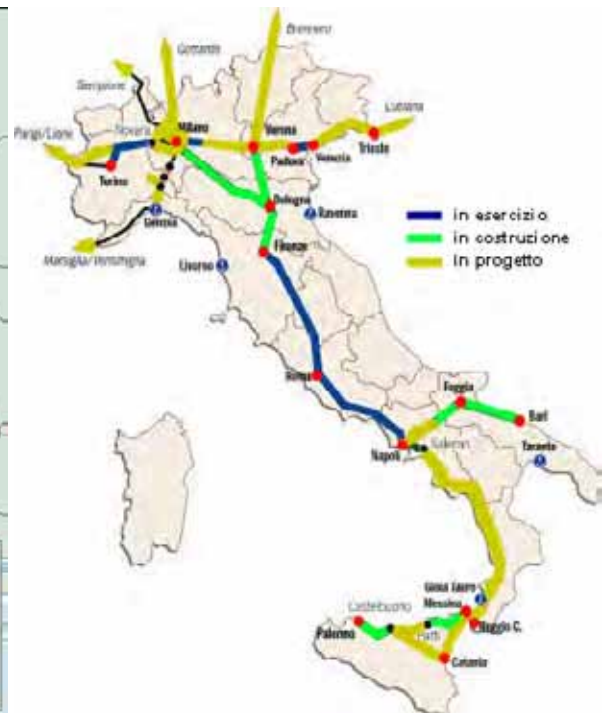 Brennero
Gottardo
Sempione
Lubiana
Parigi/Lione
Novara
Milano
Verona
Padova
Venezia
Trieste
Torino
Bologna
Ravenna
Genova
in esercizio
Firenze
in costruzione
Marsiglia/Ventimiglia
Livorno
In progetto
Roma
Foggia
Bari
Napoli
Salerno
Taranto
Gioia Tauro
Castelbuono
Messina
Palermo
Patti
Reggio C.
Catania